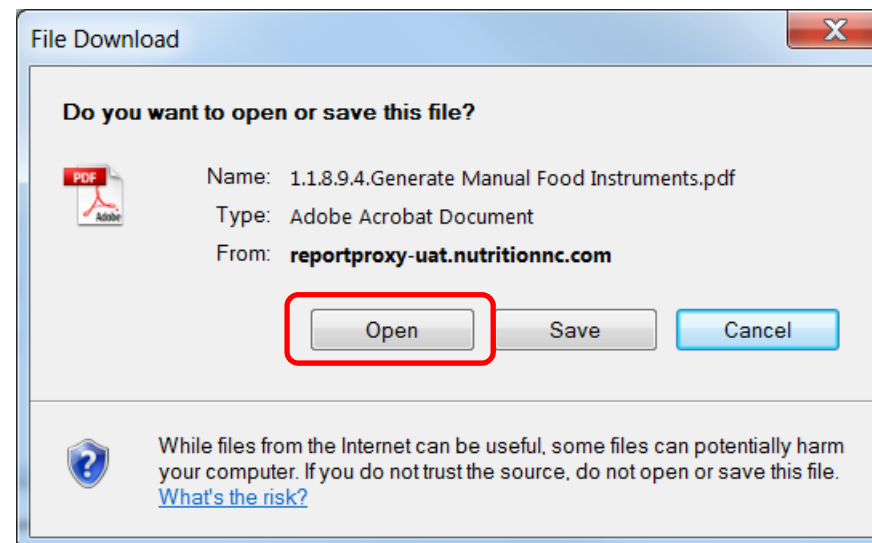 File Download
X
Do you want to open or save this file?
PDF
Adobe
Name: 1.1.8.9.4.Generate Manual Food Instruments.pdf
Type: Adobe Acrobat Document
From: reportproxy-uat.nutritionnc.com
Open Save Cancel
While files from the Internet can be useful, some files can potentially harm
your computer. If you do not trust the source, do not open or save this file.
What's the risk?